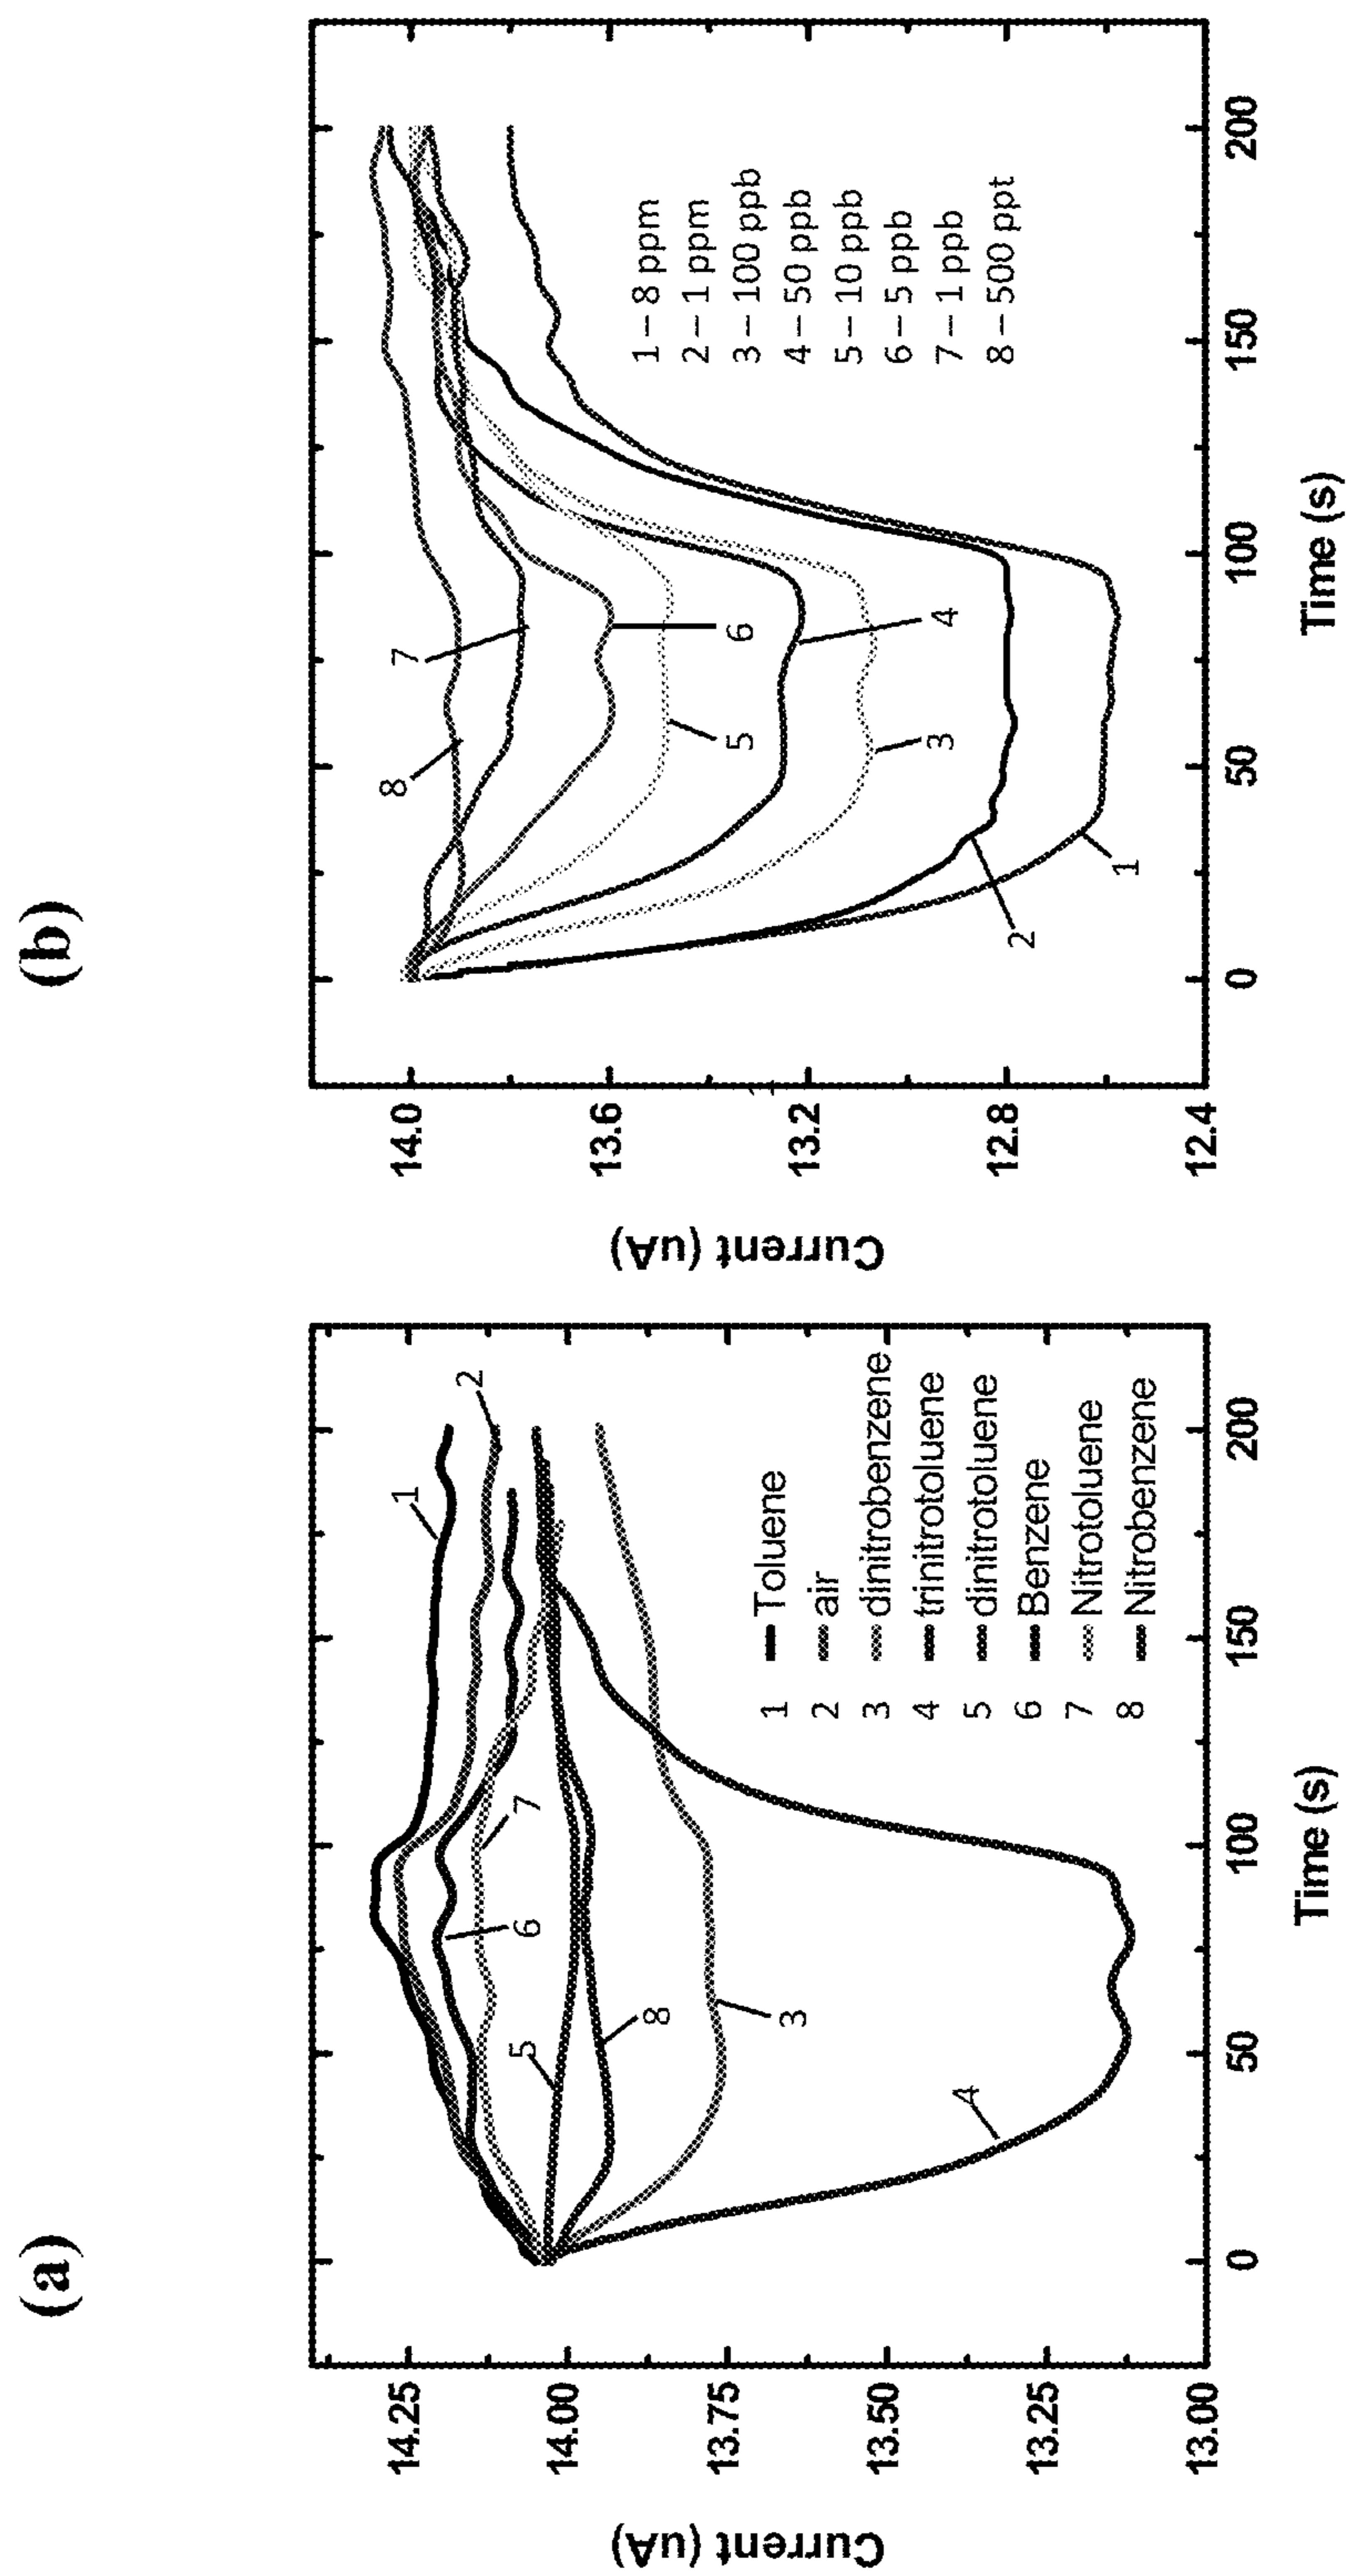 (a)
Current (uA)
14.25
14.00
13.75
13.50
13.25
13.00
0
50
100
150
200
Time (s)
1
2
3
4
5
6
7
8
1 Toluene
2 air
3 dinitrobenzene
4 trinitrotoluene
5 dinitrotoluene
6 Benzene
7 Nitrotoluene
8 Nitrobenzene
(b)
Current (uA)
14.0
13.6
13.2
12.8
12.4
0
50
100
150
200
Time (s)
8
7
6
5
4
3
2
1
1 – 8 ppm
2 – 1 ppm
3 – 100 ppb
4 – 50 ppb
5 – 10 ppb
6 – 5 ppb
7 – 1 ppb
8 – 500 ppt